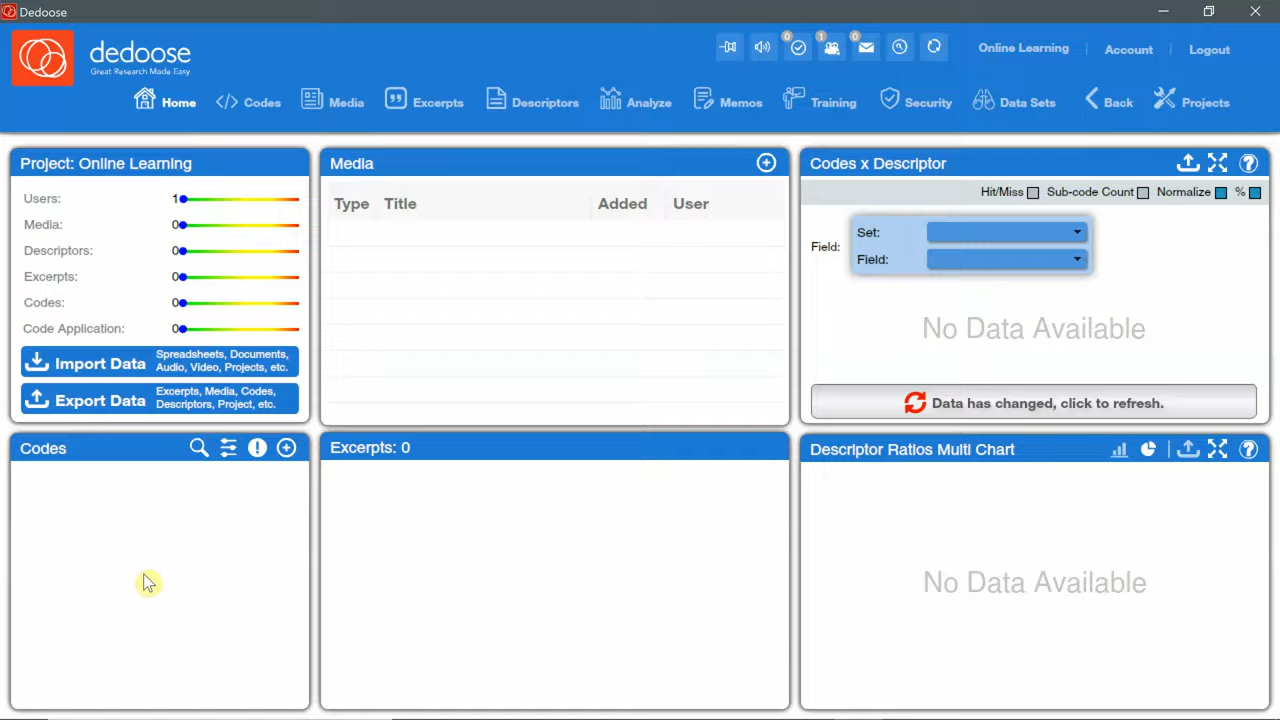 Dedoose
dedoose
Great Research Made Easy
0 1 0
Online Learning | Account | Logout
Home Codes Media Excerpts Descriptors Analyze Memos Training Security Data Sets Back Projects
Project: Online Learning
Users: 1
Media: 0
Descriptors: 0
Excerpts: 0
Codes: 0
Code Application: 0
Import Data Spreadsheets, Documents,
Audio, Video, Projects, etc.
Export Data Excerpts, Media, Codes,
Descriptors, Project, etc.
Media
Type Title Added User
Codes x Descriptor
Hit/Miss Sub-code Count Normalize %
Field:
Set:
Field:
No Data Available
Data has changed, click to refresh.
Codes
Excerpts: 0
Descriptor Ratios Multi Chart
No Data Available